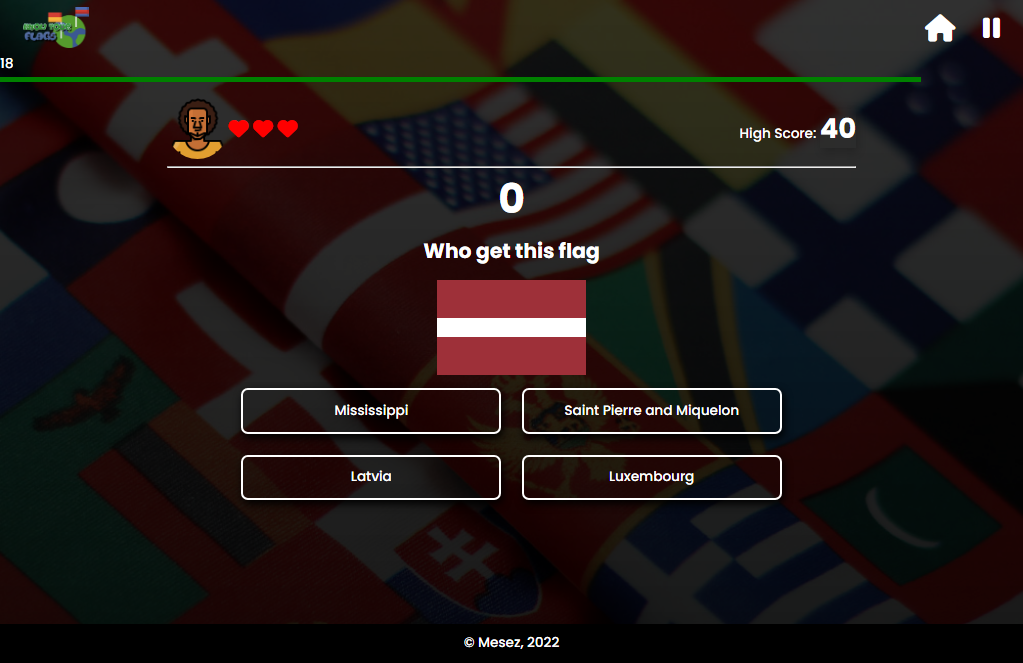 KNOW YOUR
FLAGS
18
High Score: 40
0
Who get this flag
Mississippi
Saint Pierre and Miquelon
Latvia
Luxembourg
© Mesez, 2022